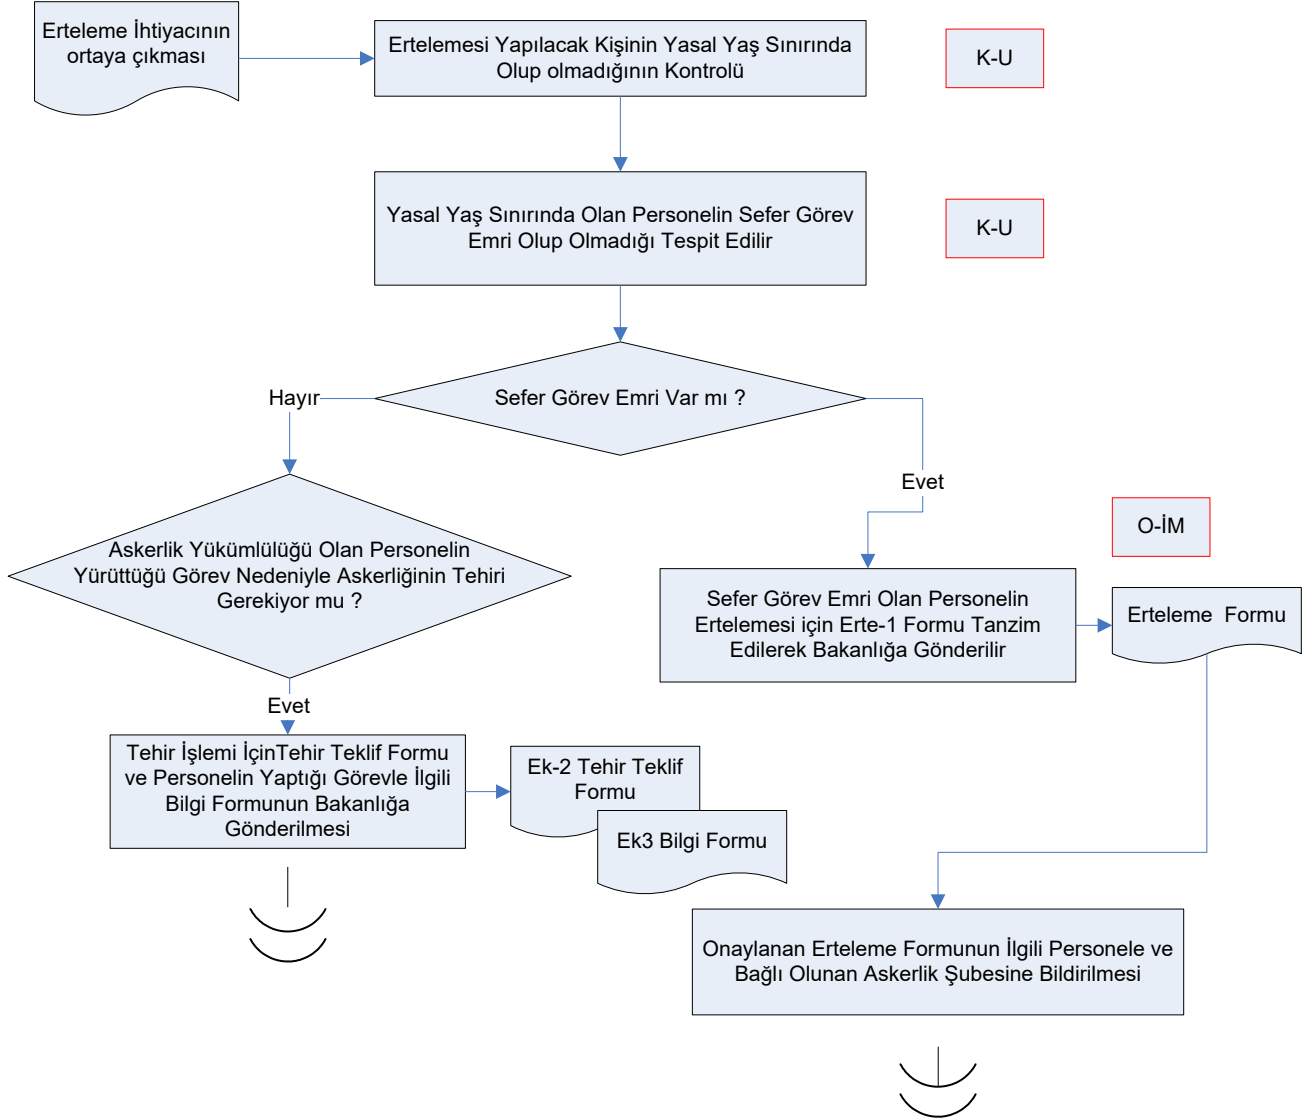 Erteleme İhtiyacının
ortaya çıkması
Ertelemesi Yapılacak Kişinin Yasal Yaş Sınırında
Olup olmadığının Kontrolü
K-U
Yasal Yaş Sınırında Olan Personelin Sefer Görev
Emri Olup Olmadığı Tespit Edilir
K-U
Hayır
Sefer Görev Emri Var mı ?
Evet
O-İM
Askerlik Yükümlülüğü Olan Personelin
Yürüttüğü Görev Nedeniyle Askerliğinin Tehiri
Gerekiyor mu ?
Sefer Görev Emri Olan Personelin
Ertelemesi için Erte-1 Formu Tanzim
Edilerek Bakanlığa Gönderilir
Erteleme  Formu
Evet
Tehir İşlemi İçinTehir Teklif Formu
ve Personelin Yaptığı Görevle İlgili
Bilgi Formunun Bakanlığa
Gönderilmesi
Ek-2 Tehir Teklif
Formu
Ek3 Bilgi Formu
Onaylanan Erteleme Formunun İlgili Personele ve
Bağlı Olunan Askerlik Şubesine Bildirilmesi